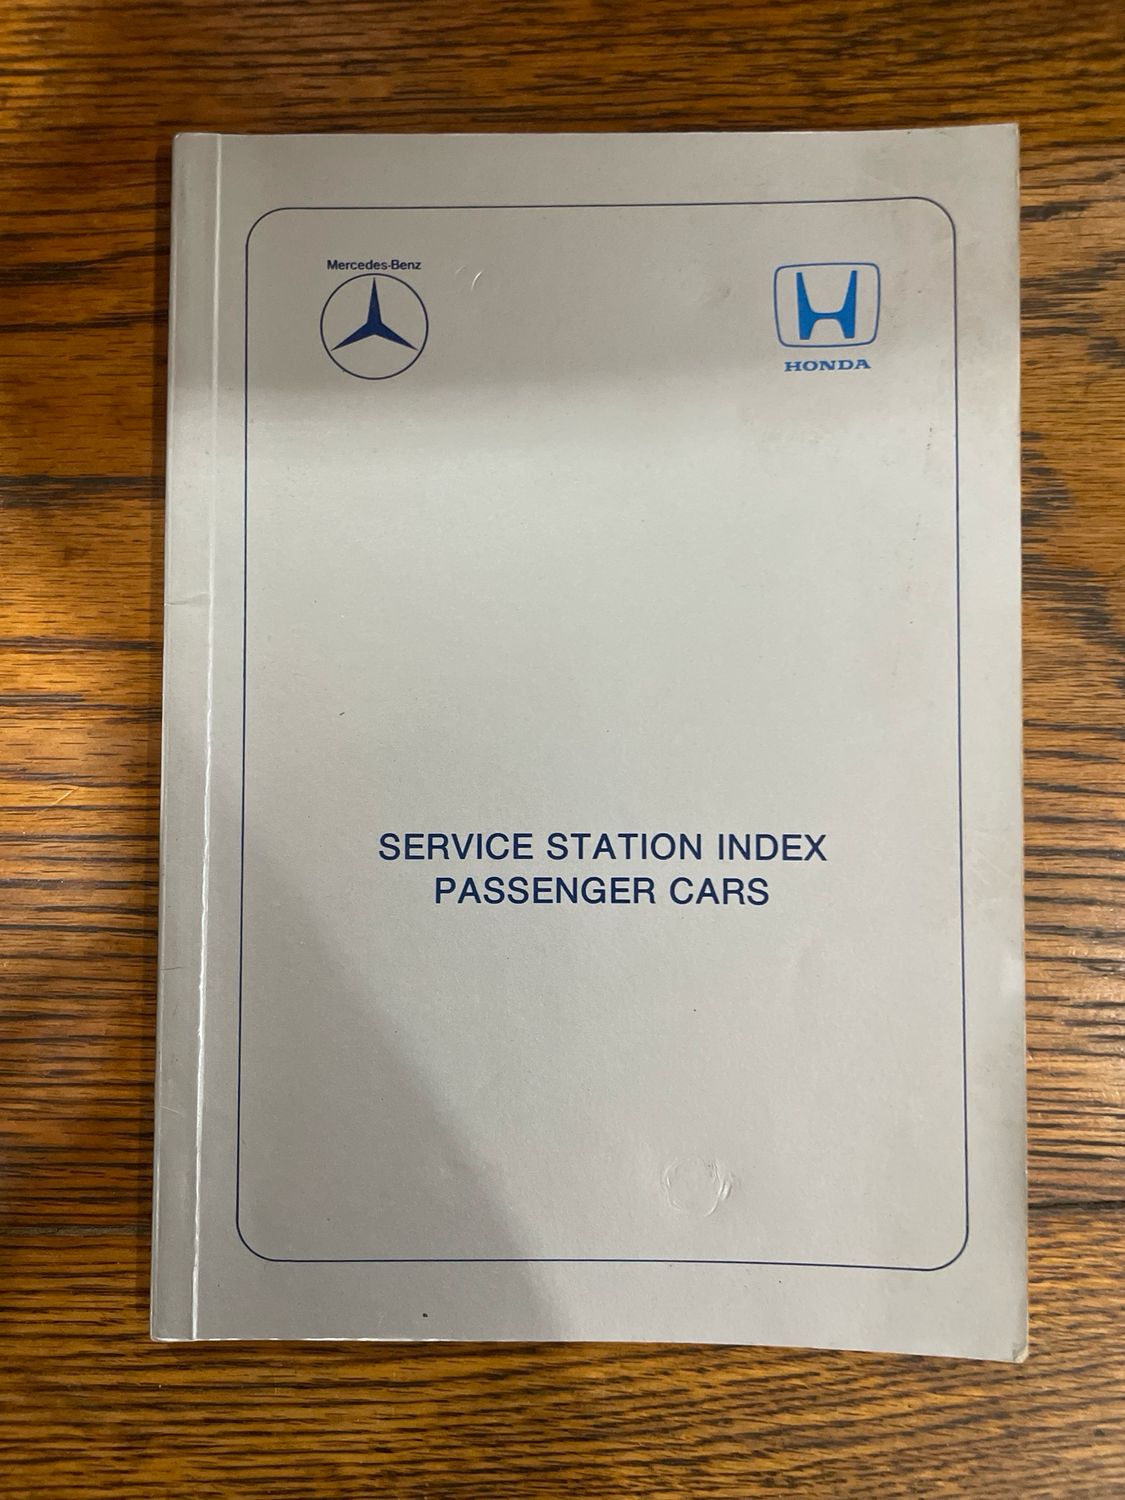 Mercedes-Benz
HONDA
SERVICE STATION INDEX
PASSENGER CARS